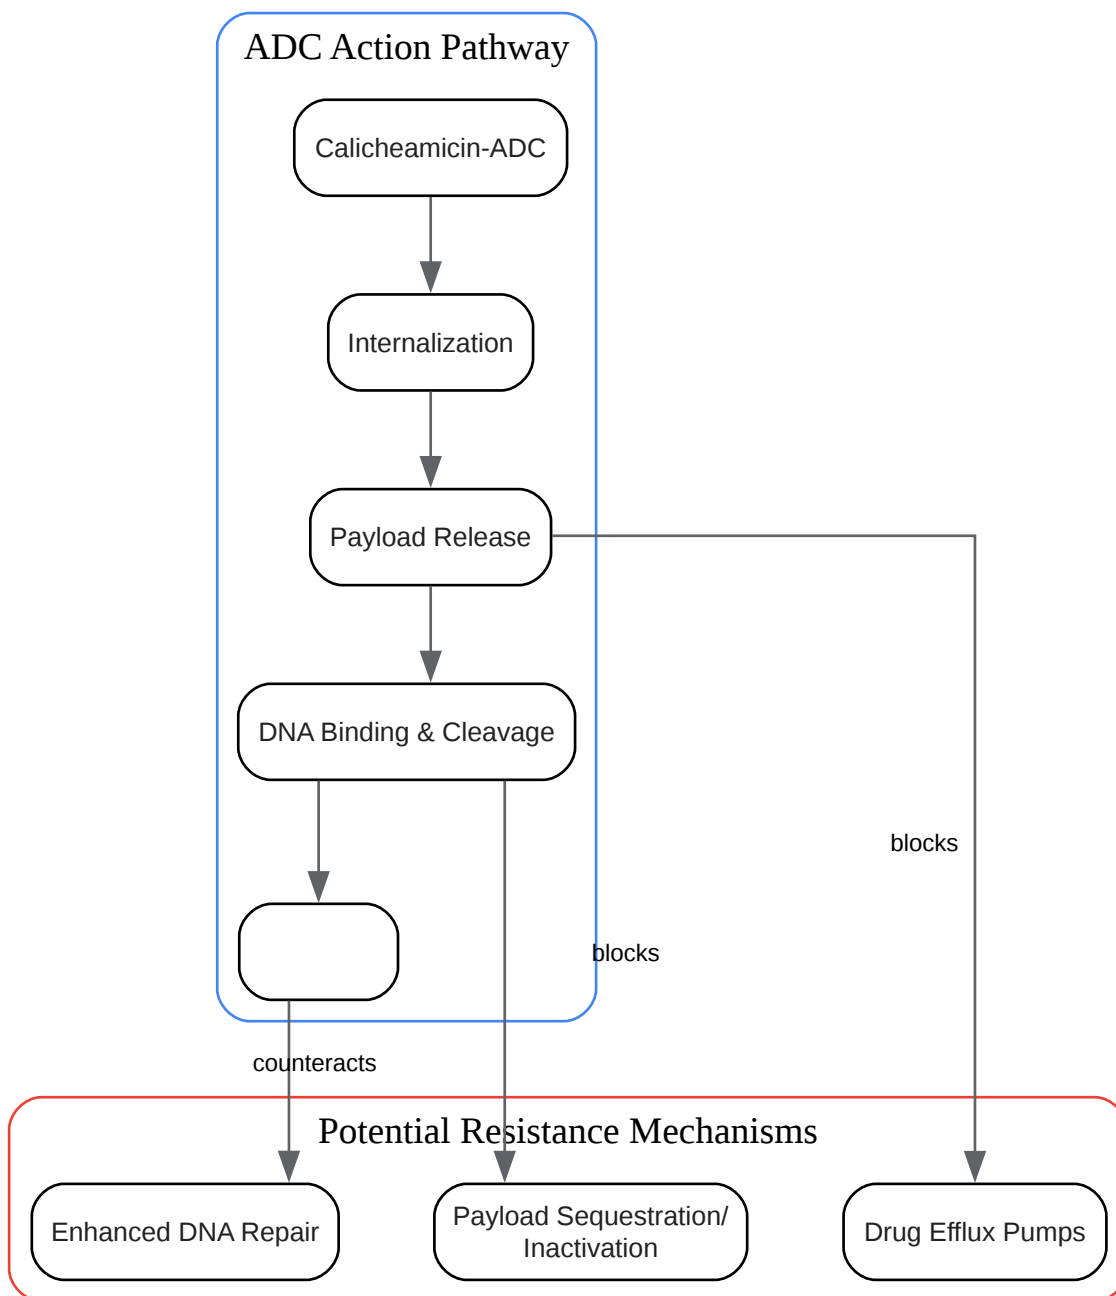 ADC Action Pathway
Calicheamicin-ADC
Internalization
Payload Release
DNA Binding & Cleavage
blocks
blocks
counteracts
Potential Resistance Mechanisms
Enhanced DNA Repair
Payload Sequestration/
Inactivation
Drug Efflux Pumps